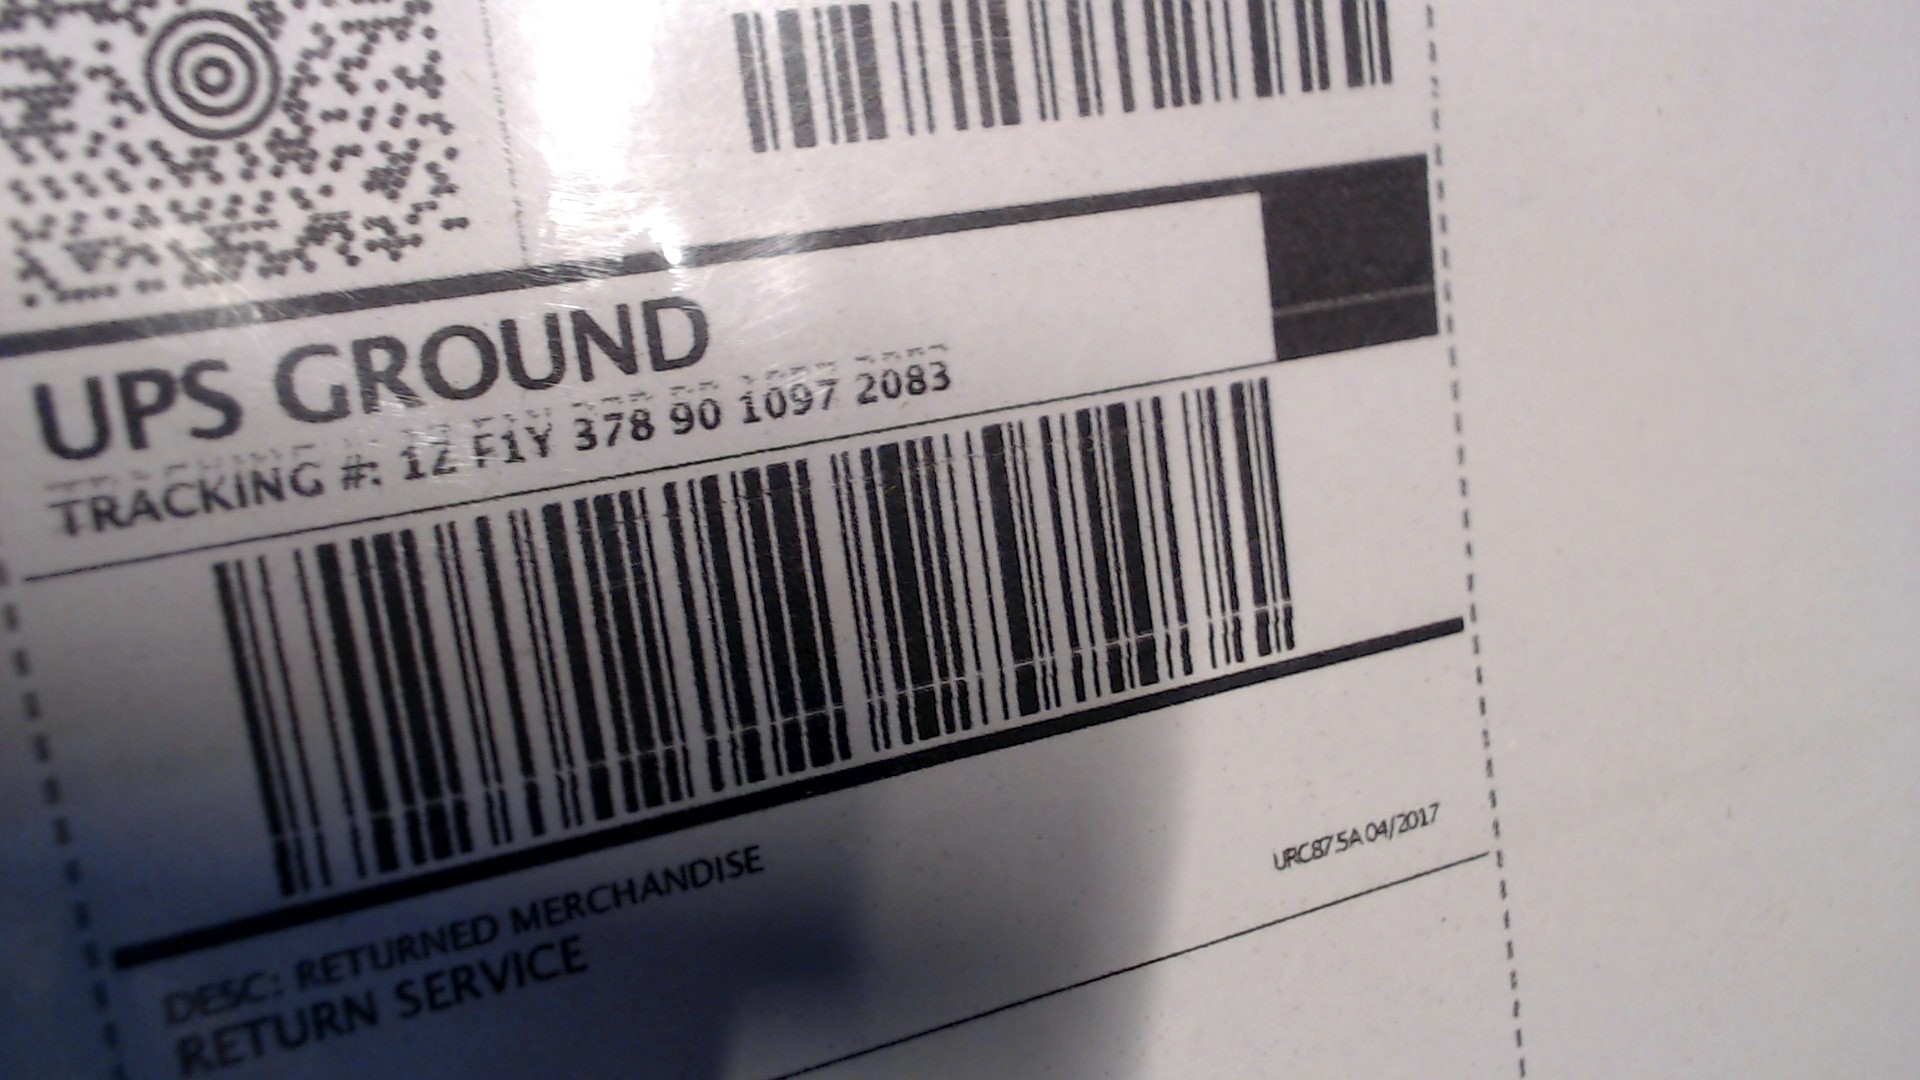 UPS GROUND
TRACKING #: 1Z F1Y 378 90 1097 2083
DESC: RETURNED MERCHANDISE
RETURN SERVICE
URC87.5A 04/2017